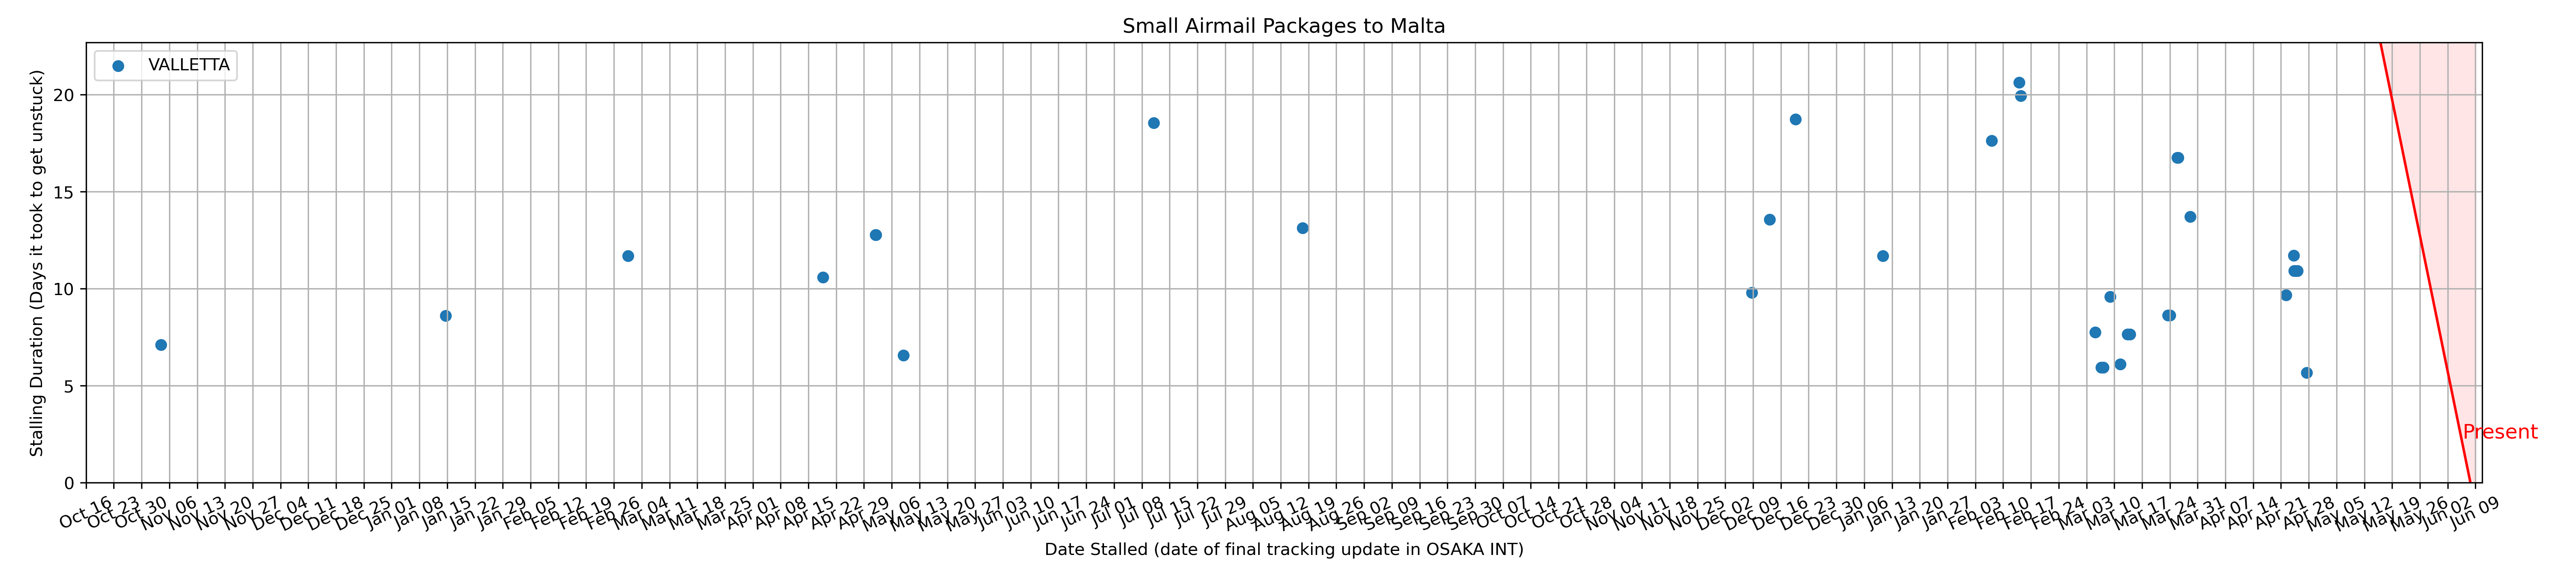 Small Airmail Packages to Malta
VALLETTA
Stalling Duration (Days it took to get unstuck)
20
15
10
5
0
Present
Oct 16
Oct 23
Oct 30
Nov 06
Nov 13
Nov 20
Nov 27
Dec 04
Dec 11
Dec 18
Dec 25
Jan 01
Jan 08
Jan 15
Jan 22
Jan 29
Feb 05
Feb 12
Feb 19
Feb 26
Mar 04
Mar 11
Mar 18
Mar 25
Apr 01
Apr 08
Apr 15
Apr 22
Apr 29
May 06
May 13
May 20
May 27
Jun 03
Jun 10
Jun 17
Jun 24
Jul 01
Jul 08
Jul 15
Jul 22
Jul 29
Aug 05
Aug 12
Aug 19
Aug 26
Sep 02
Sep 09
Sep 16
Sep 23
Sep 30
Oct 07
Oct 14
Oct 21
Oct 28
Nov 04
Nov 11
Nov 18
Nov 25
Dec 02
Dec 09
Dec 16
Dec 23
Dec 30
Jan 06
Jan 13
Jan 20
Jan 27
Feb 03
Feb 10
Feb 17
Feb 24
Mar 03
Mar 10
Mar 17
Mar 24
Mar 31
Apr 07
Apr 14
Apr 21
Apr 28
May 05
May 12
May 19
May 26
Jun 02
Jun 09
Date Stalled (date of final tracking update in OSAKA INT)